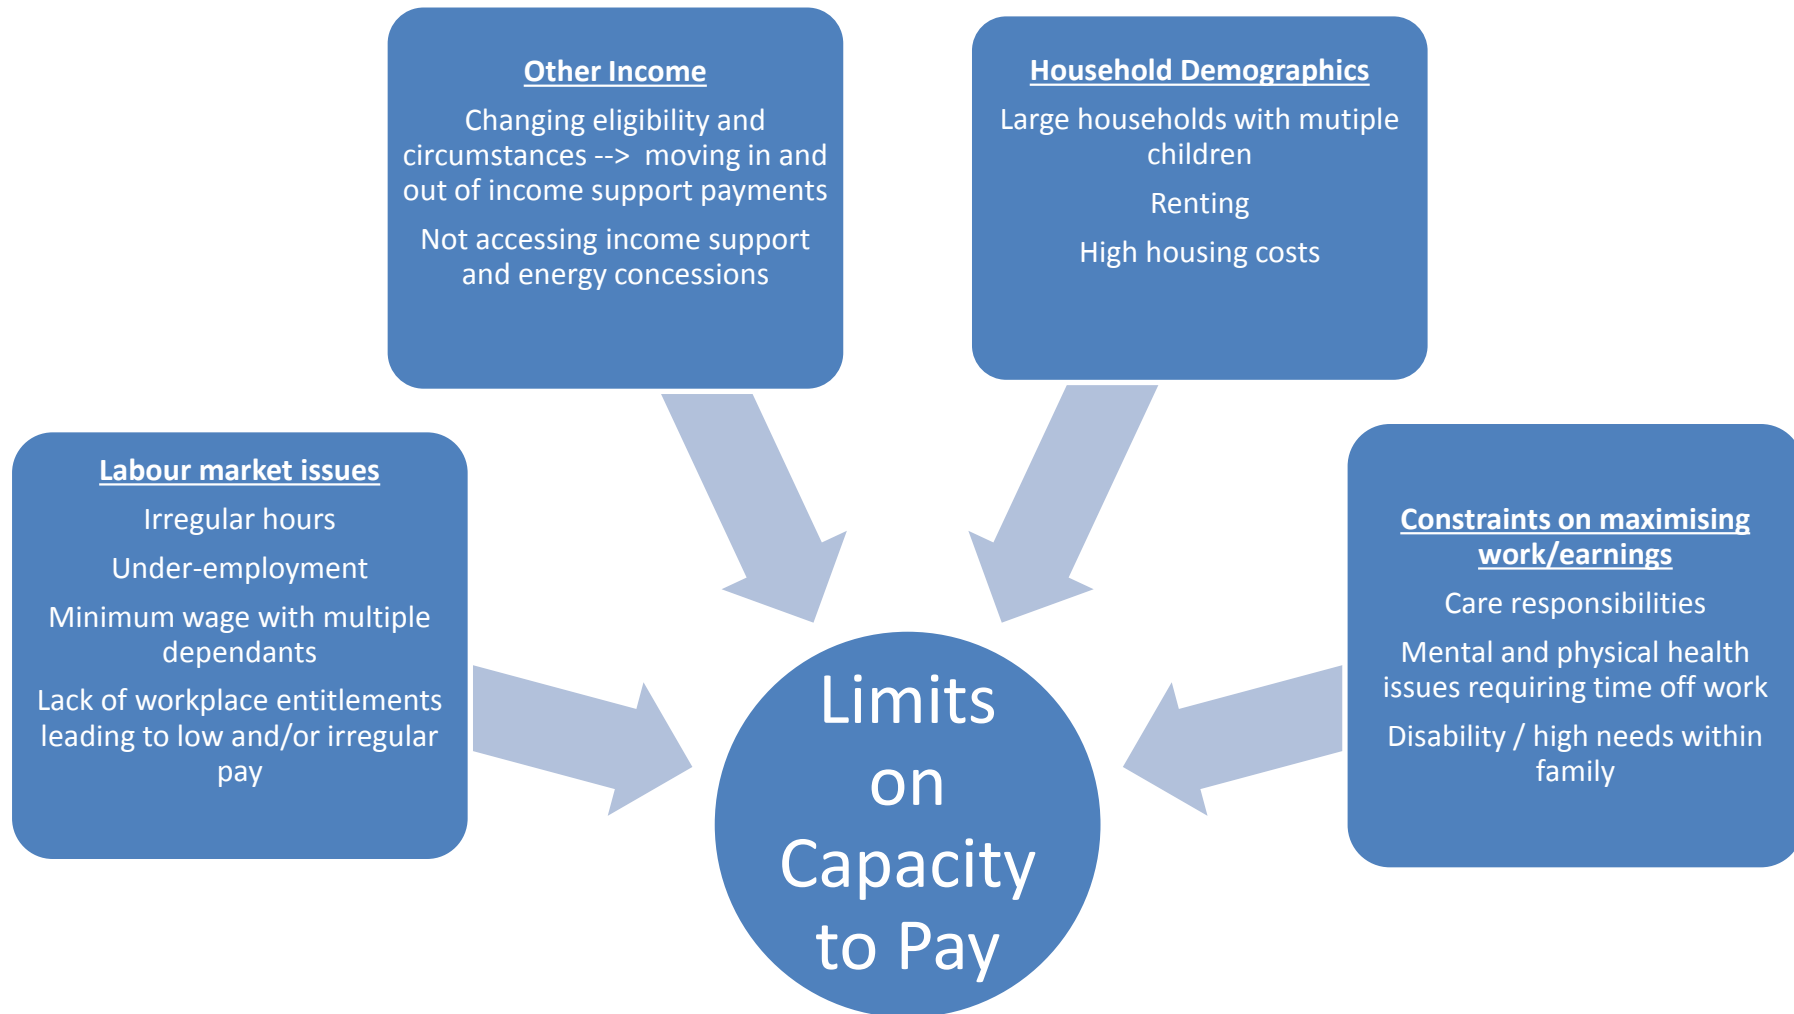 Other Income
Changing eligibility and
circumstances --> moving in and
out of income support payments
Not accessing income support
and energy concessions
Household Demographics
Large households with mutiple
children
Renting
High housing costs
Labour market issues
Irregular hours
Under-employment
Minimum wage with multiple
dependants
Lack of workplace entitlements
leading to low and/or irregular
pay
Constraints on maximising
work/earnings
Care responsibilities
Mental and physical health
issues requiring time off work
Disability / high needs within
family
Limits
on
Capacity
to Pay